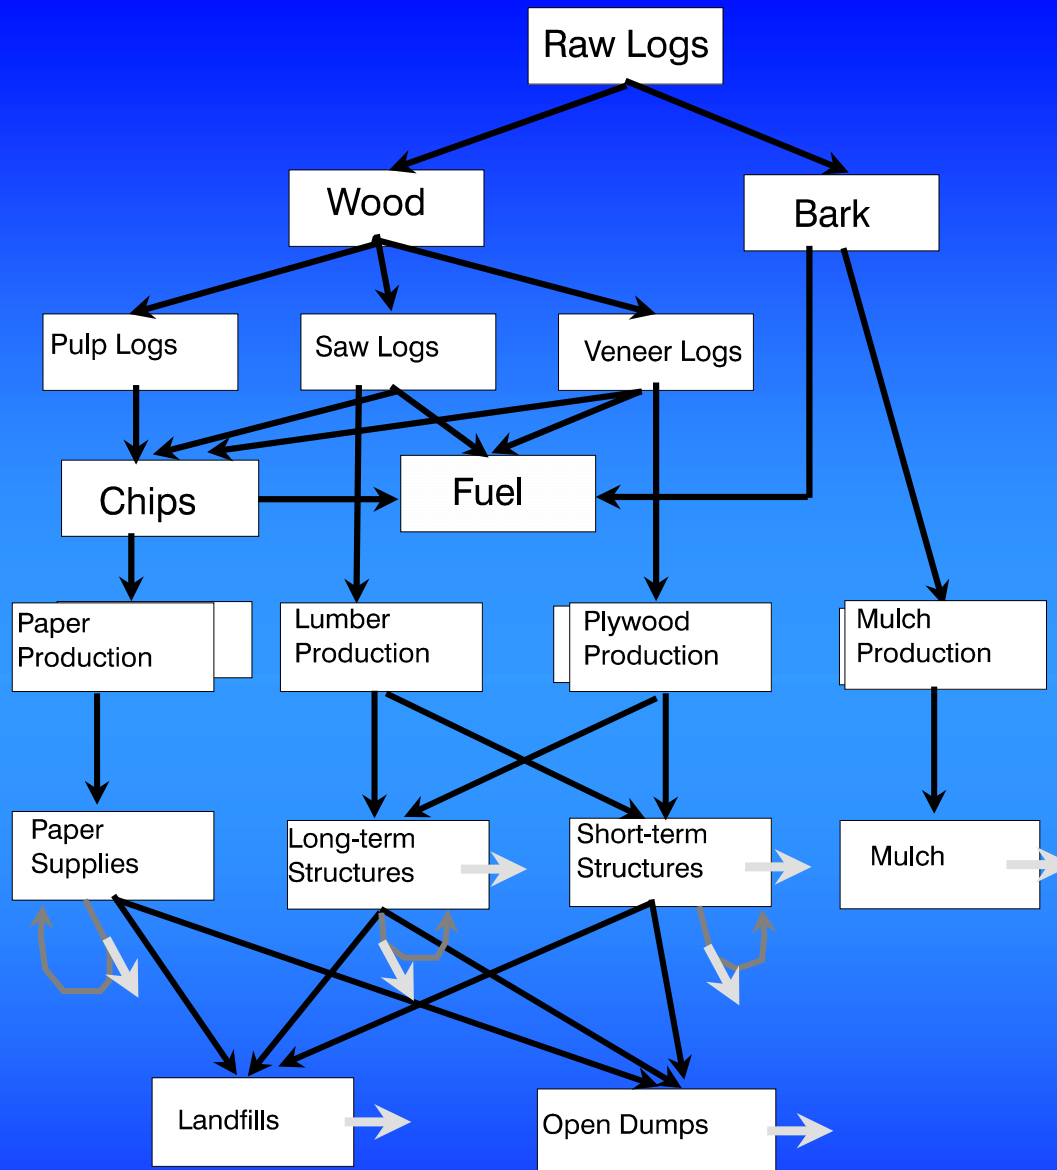 Raw Logs
Wood
Bark
Pulp Logs
Saw Logs
Veneer Logs
Chips
Fuel
Paper
Production
Lumber
Production
Plywood
Production
Mulch
Production
Paper
Supplies
Long-term
Structures
Short-term
Structures
Mulch
Landfills
Open Dumps